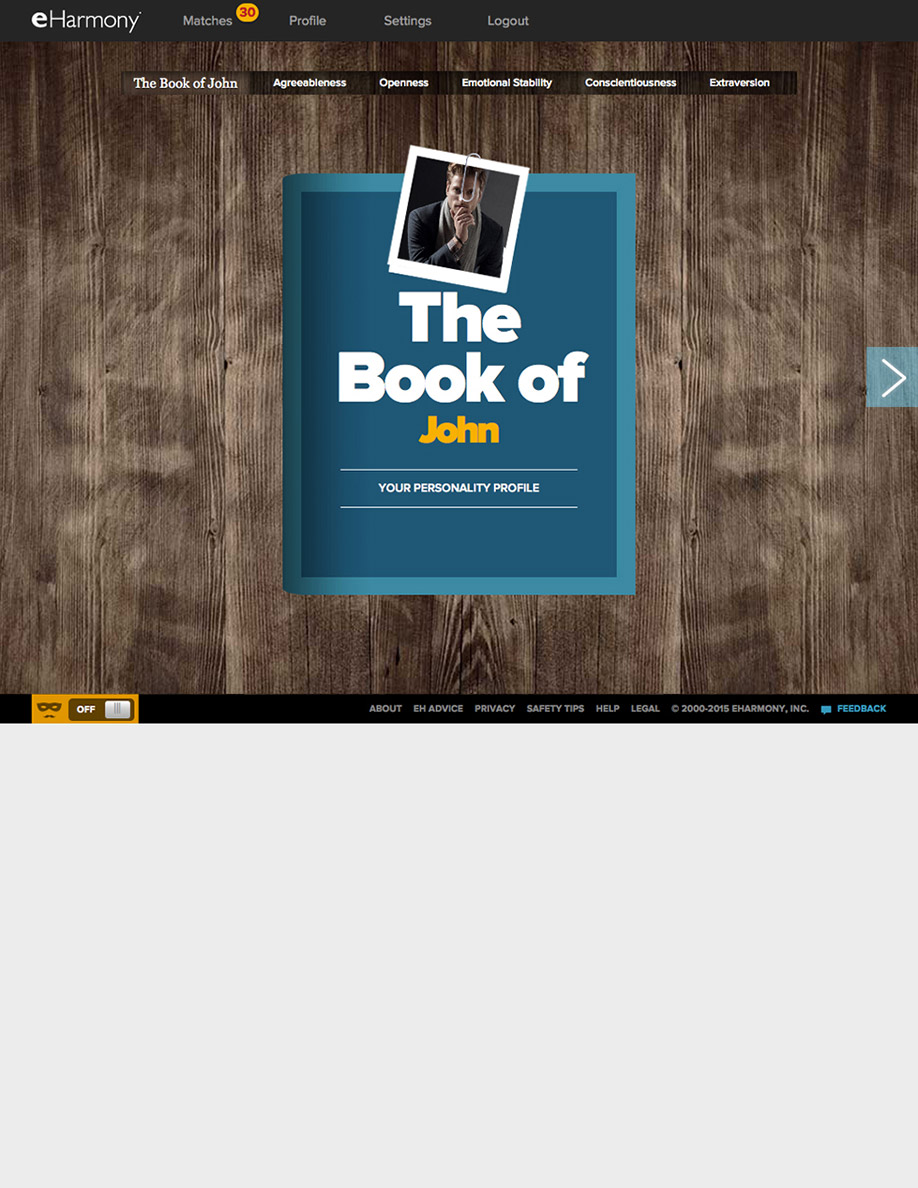 eHarmony
Matches 30 Profile Settings Logout
The Book of John Agreeableness Openness Emotional Stability Conscientiousness Extraversion
The
Book of
John
YOUR PERSONALITY PROFILE
OFF
ABOUT EH ADVICE PRIVACY SAFETY TIPS HELP LEGAL © 2000-2015 EHARMONY, INC. FEEDBACK